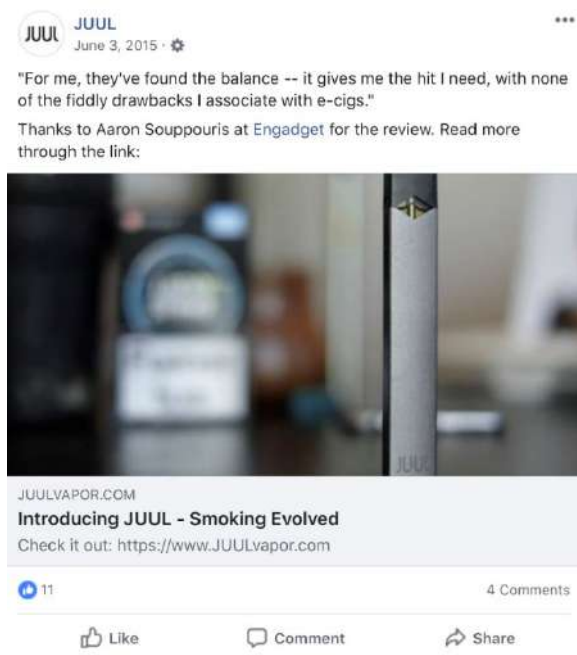 JUUL
JUUL
June 3, 2015 ·
"For me, they've found the balance -- it gives me the hit I need, with none
of the fiddly drawbacks I associate with e-cigs."
Thanks to Aaron Souppouris at Engadget for the review. Read more
through the link:
JUUL
JUULVAPOR.COM
Introducing JUUL - Smoking Evolved
Check it out: https://www.JUULvapor.com
11
4 Comments
Like
Comment
Share